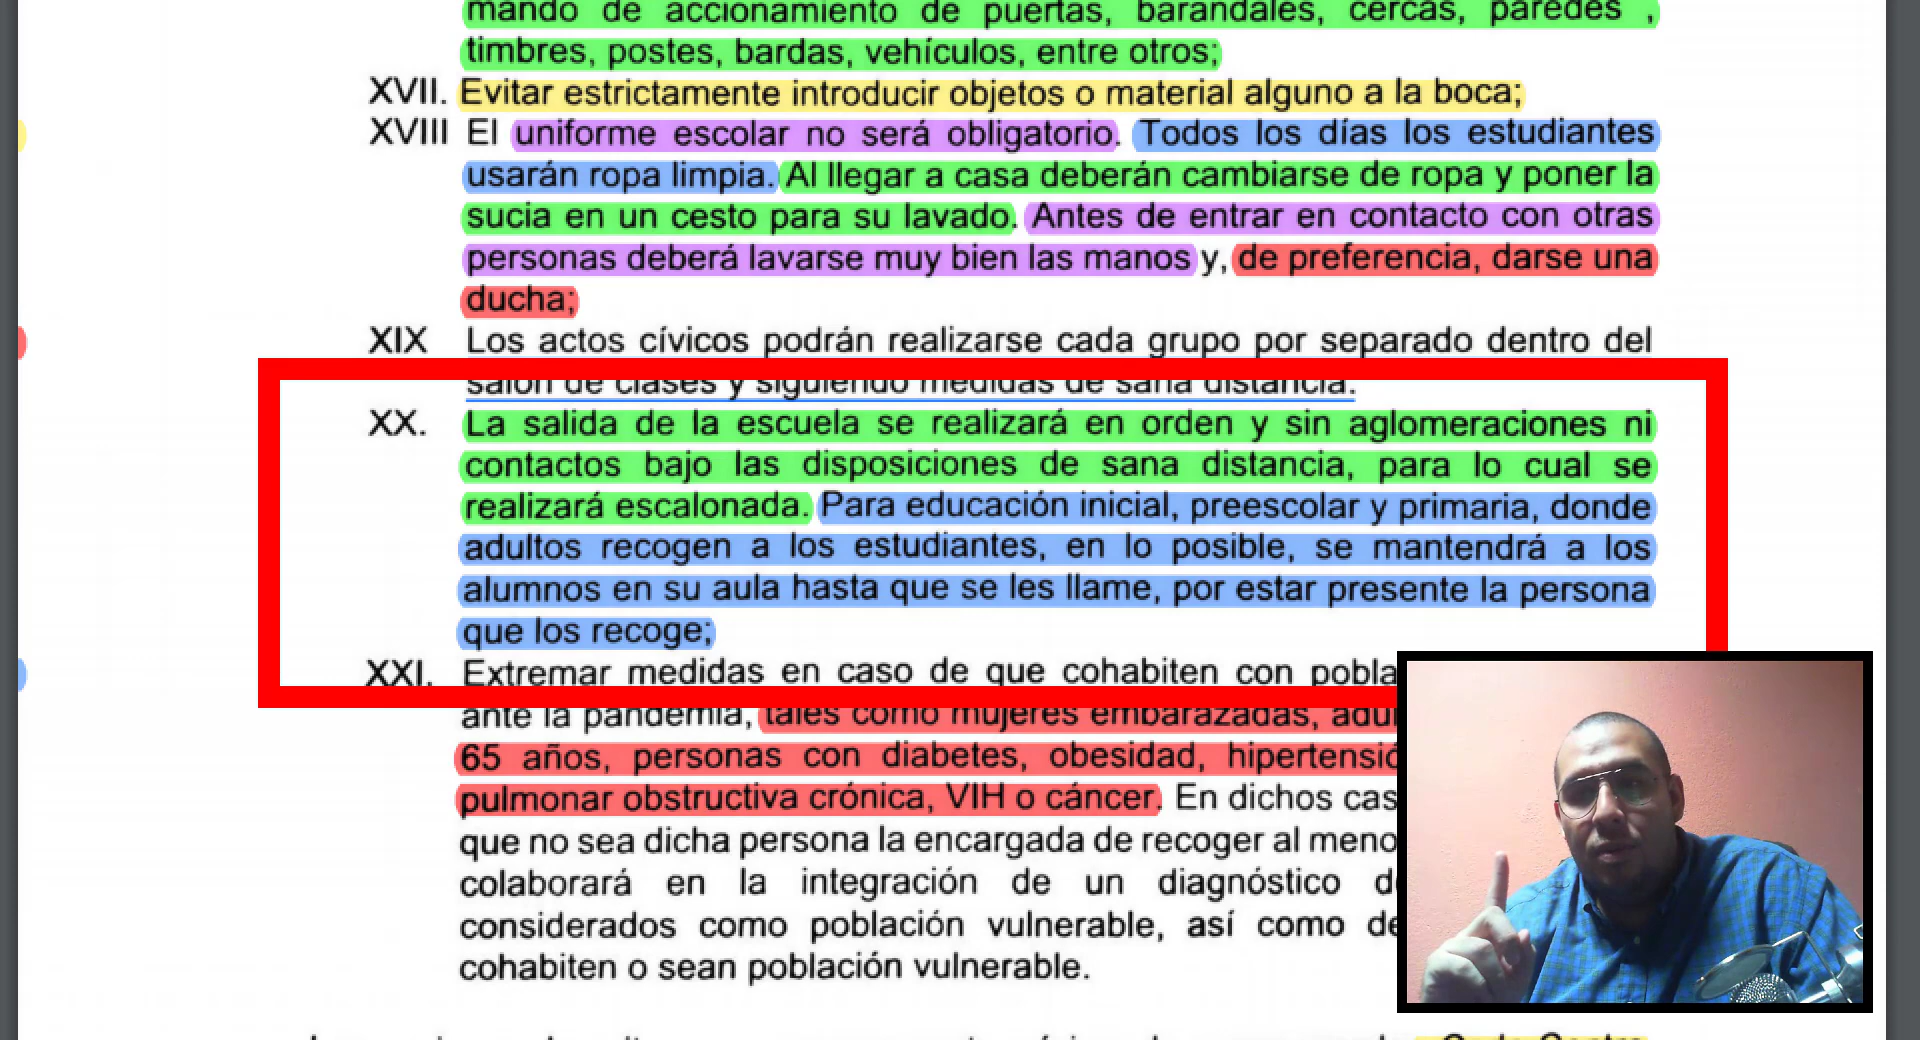 mando de accionamiento de puertas, barandales, cercas, paredes ,
timbres, postes, bardas, vehículos, entre otros;
XVII. Evitar estrictamente introducir objetos o material alguno a la boca;
XVIII El uniforme escolar no será obligatorio. Todos los días los estudiantes
usarán ropa limpia. Al llegar a casa deberán cambiarse de ropa y poner la
sucia en un cesto para su lavado. Antes de entrar en contacto con otras
personas deberá lavarse muy bien las manos y, de preferencia, darse una
ducha;
XIX Los actos cívicos podrán realizarse cada grupo por separado dentro del
salón de clases y siguiendo medidas de sana distancia.
XX. La salida de la escuela se realizará en orden y sin aglomeraciones ni
contactos bajo las disposiciones de sana distancia, para lo cual se
realizará escalonada. Para educación inicial, preescolar y primaria, donde
adultos recogen a los estudiantes, en lo posible, se mantendrá a los
alumnos en su aula hasta que se les llame, por estar presente la persona
que los recoge;
XXI. Extremar medidas en caso de que cohabiten con pobla
ante la pandemia, tales como mujeres embarazadas, adul
65 años, personas con diabetes, obesidad, hipertensió
pulmonar obstructiva crónica, VIH o cáncer. En dichos cas
que no sea dicha persona la encargada de recoger al meno
colaborará en la integración de un diagnóstico d
considerados como población vulnerable, así como de
cohabiten o sean población vulnerable.